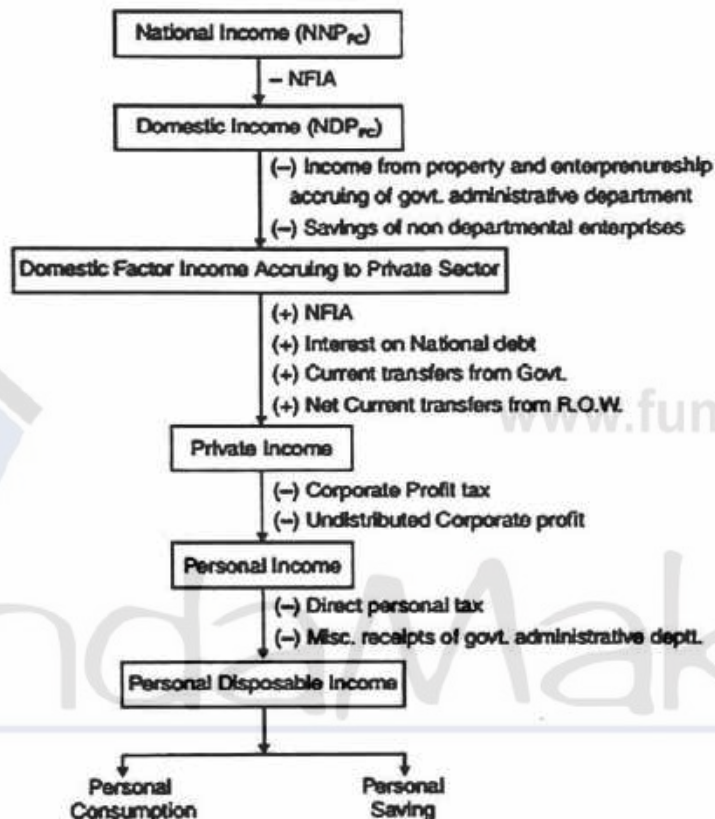 National Income (NNPFC)
– NFIA
Domestic Income (NDPFC)
(–) Income from property and enterprenureship
accruing of govt. administrative department
(–) Savings of non departmental enterprises
Domestic Factor Income Accruing to Private Sector
(+) NFIA
(+) Interest on National debt
(+) Current transfers from Govt.
(+) Net Current transfers from R.O.W.
www.fun
Private Income
(–) Corporate Profit tax
(–) Undistributed Corporate profit
Personal Income
(–) Direct personal tax
(–) Misc. receipts of govt. administrative deptt.
ndaMak
Personal Disposable Income
Personal Consumption
Personal Saving